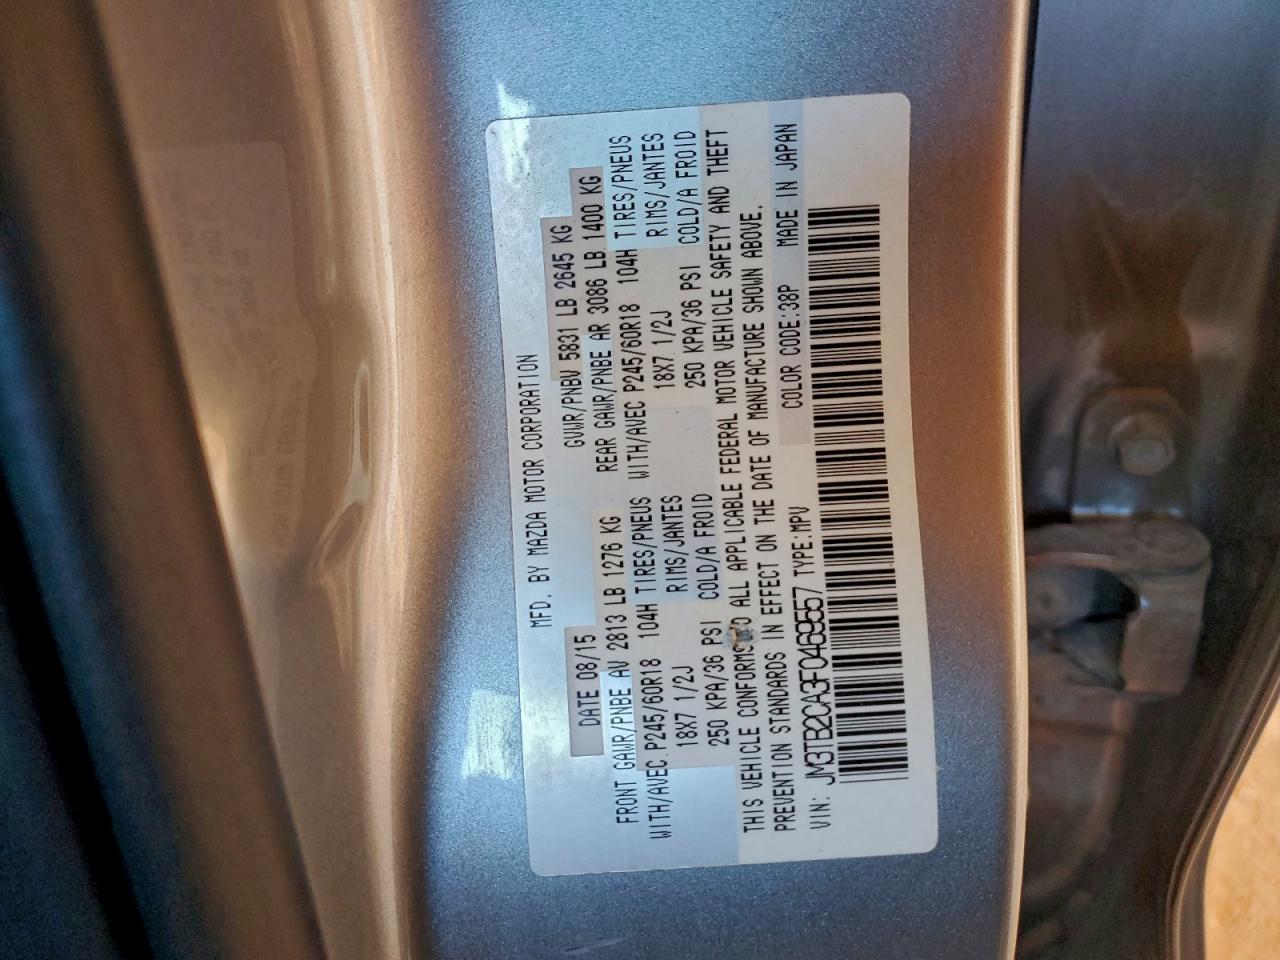 MFD. BY MAZDA MOTOR CORPORATION
DATE 08/15 GVWR/PNBV 5831 LB 2645 KG
FRONT GAWR/PNBE AV 2813 LB 1276 KG REAR GAWR/PNBE AR 3086 LB 1400 KG
WITH/AVEC P245/60R18 104H TIRES/PNEUS WITH/AVEC P245/60R18 104H TIRES/PNEUS
18X7 1/2J RIMS/JANTES 18X7 1/2J RIMS/JANTES
250 KPA/36 PSI COLD/A FROID 250 KPA/36 PSI COLD/A FROID
THIS VEHICLE CONFORMS TO ALL APPLICABLE FEDERAL MOTOR VEHICLE SAFETY AND THEFT
PREVENTION STANDARDS IN EFFECT ON THE DATE OF MANUFACTURE SHOWN ABOVE.
VIN: JM3TB2CA3F0469557 TYPE:MPV COLOR CODE:38P MADE IN JAPAN